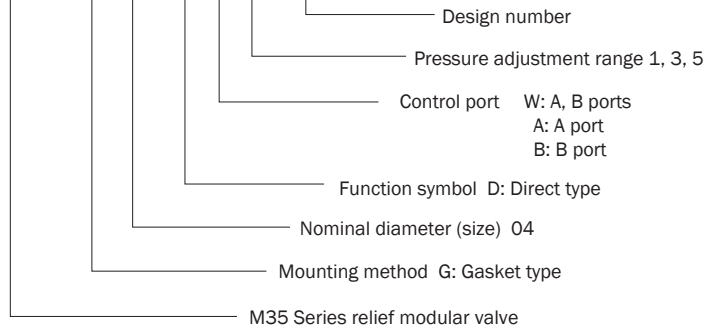 Design number
Pressure adjustment range 1, 3, 5
Control port W: A, B ports
A: A port
B: B port
Function symbol D: Direct type
Nominal diameter (size) 04
Mounting method G: Gasket type
M35 Series relief modular valve